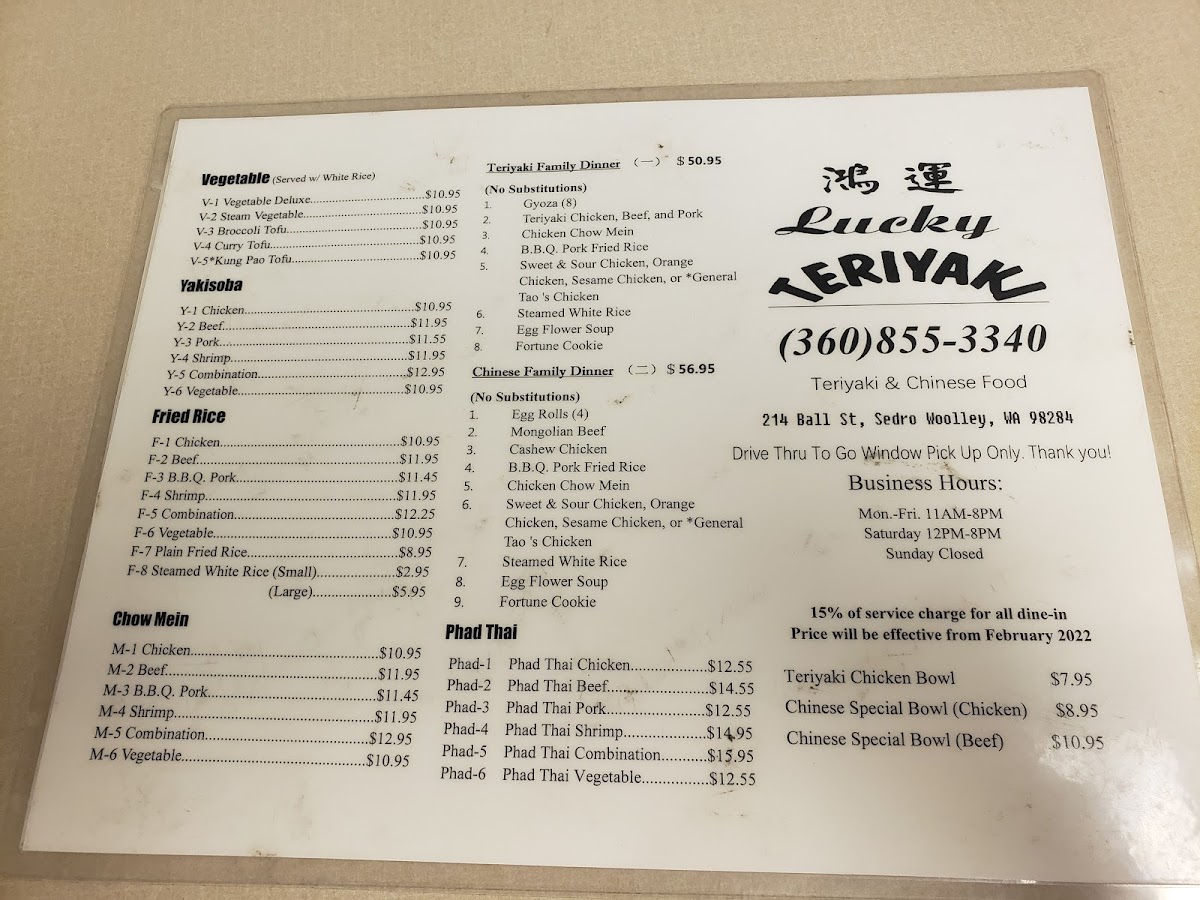 Vegetable (Served w/ White Rice)
V-1 Vegetable Deluxe.............................$10.95
V-2 Steam Vegetable..............................$10.95
V-3 Broccoli Tofu..................................$10.95
V-4 Curry Tofu......................................$10.95
V-5*Kung Pao Tofu................................$10.95
Yakisoba
Y-1 Chicken...........................................$10.95
Y-2 Beef................................................$11.95
Y-3 Pork................................................$11.55
Y-4 Shrimp.............................................$11.95
Y-5 Combination.....................................$12.95
Y-6 Vegetable..........................................$10.95
Fried Rice
F-1 Chicken.............................................$10.95
F-2 Beef..................................................$11.95
F-3 B.B.Q. Pork........................................$11.45
F-4 Shrimp...............................................$11.95
F-5 Combination.......................................$12.25
F-6 Vegetable............................................$10.95
F-7 Plain Fried Rice...................................$8.95
F-8 Steamed White Rice (Small)......................$2.95
(Large)......................$5.95
Chow Mein
M-1 Chicken..................................................$10.95
M-2 Beef.......................................................$11.95
M-3 B.B.Q. Pork............................................$11.45
M-4 Shrimp...................................................$11.95
M-5 Combination...........................................$12.95
M-6 Vegetable................................................$10.95
Teriyaki Family Dinner （一） $50.95
(No Substitutions)
1. Gyoza (8)
2. Teriyaki Chicken, Beef, and Pork
3. Chicken Chow Mein
4. B.B.Q. Pork Fried Rice
5. Sweet & Sour Chicken, Orange
Chicken, Sesame Chicken, or *General
Tao 's Chicken
6. Steamed White Rice
7. Egg Flower Soup
8. Fortune Cookie
Chinese Family Dinner （二） $56.95
(No Substitutions)
1. Egg Rolls (4)
2. Mongolian Beef
3. Cashew Chicken
4. B.B.Q. Pork Fried Rice
5. Chicken Chow Mein
6. Sweet & Sour Chicken, Orange
Chicken, Sesame Chicken, or *General
Tao 's Chicken
7. Steamed White Rice
8. Egg Flower Soup
9. Fortune Cookie
Phad Thai
Phad-1 Phad Thai Chicken.................$12.55
Phad-2 Phad Thai Beef......................$14.55
Phad-3 Phad Thai Pork......................$12.55
Phad-4 Phad Thai Shrimp..................$14.95
Phad-5 Phad Thai Combination..........$15.95
Phad-6 Phad Thai Vegetable...............$12.55
鴻 運
Lucky
TERIYAKI
(360)855-3340
Teriyaki & Chinese Food
214 Ball St, Sedro Woolley, WA 98284
Drive Thru To Go Window Pick Up Only. Thank you!
Business Hours:
Mon.-Fri. 11AM-8PM
Saturday 12PM-8PM
Sunday Closed
15% of service charge for all dine-in
Price will be effective from February 2022
Teriyaki Chicken Bowl $7.95
Chinese Special Bowl (Chicken) $8.95
Chinese Special Bowl (Beef) $10.95